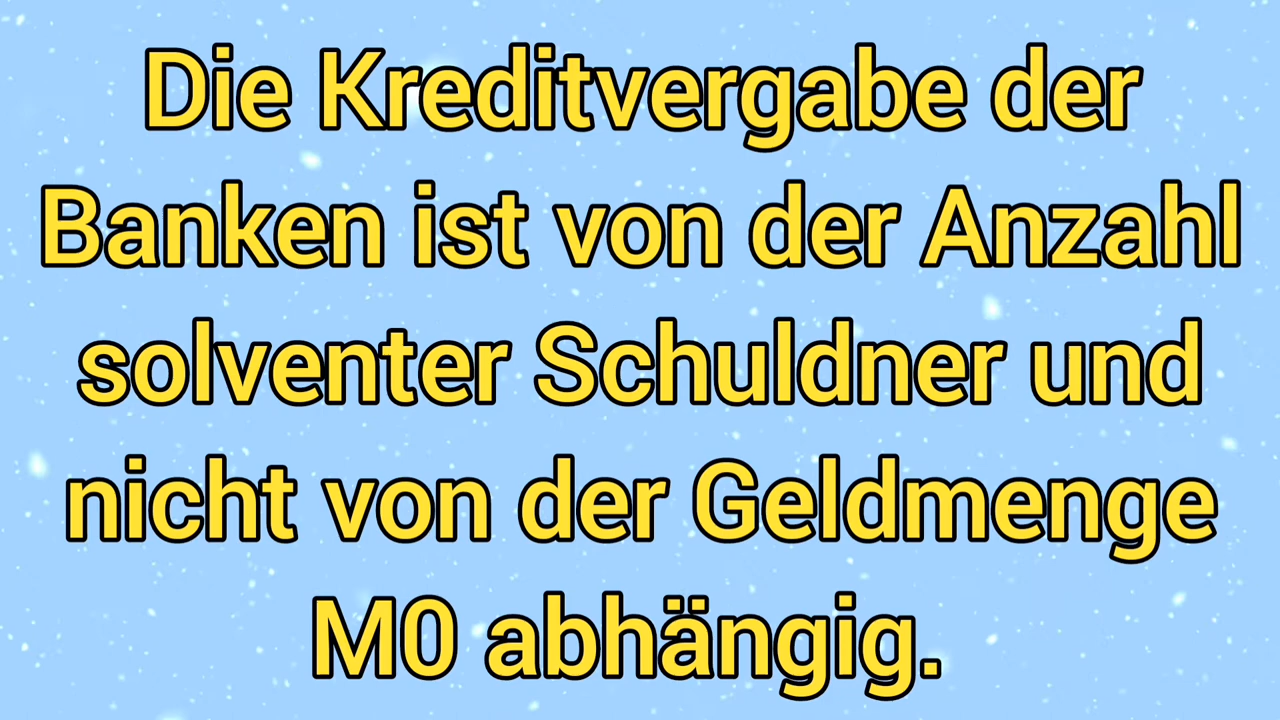 Die Kreditvergabe der
Banken ist von der Anzahl
solventer Schuldner und
nicht von der Geldmenge
M0 abhängig.